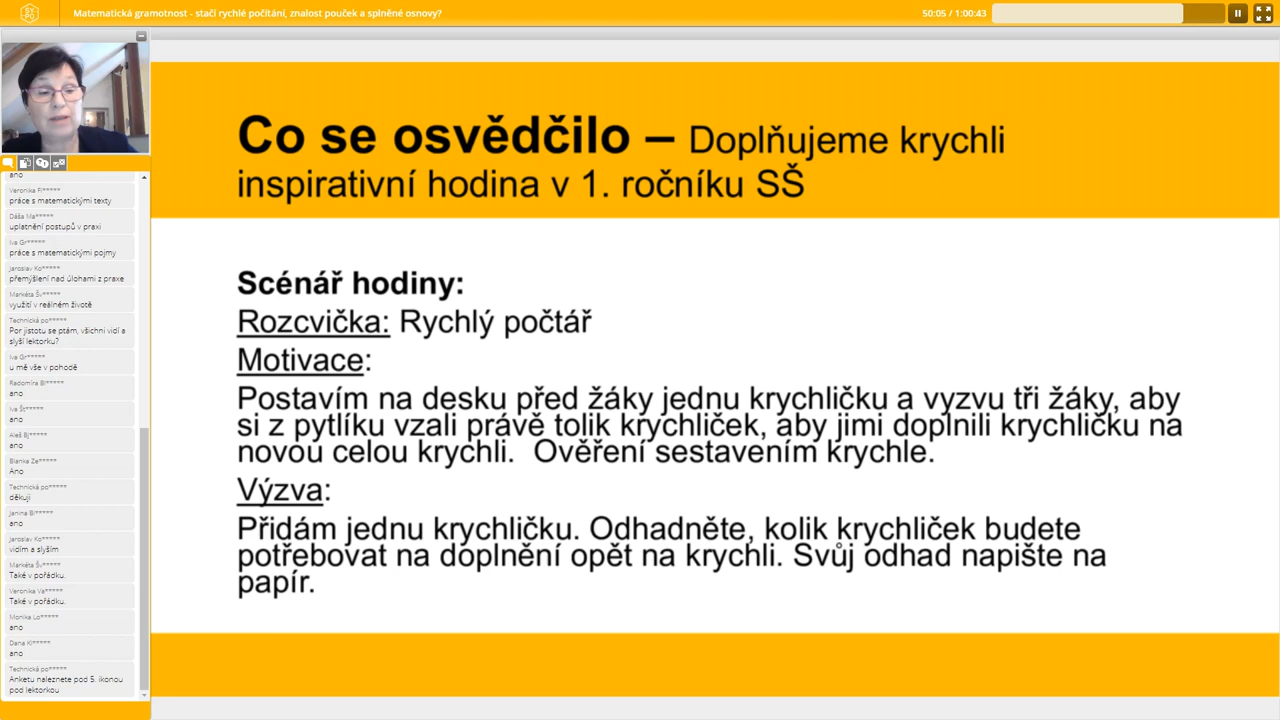 SYPO
Matematická gramotnost - stačí rychlé počítání, znalost pouček a splněné osnovy?
50:05 / 1:00:43
Co se osvědčilo – Doplňujeme krychli
inspirativní hodina v 1. ročníku SŠ
Scénář hodiny:
Rozcvička: Rychlý počtář
Motivace:
Postavím na desku před žáky jednu krychličku a vyzvu tři žáky, aby
si z pytlíku vzali právě tolik krychliček, aby jimi doplnili krychličku na
novou celou krychli.  Ověření sestavením krychle.
Výzva:
Přidám jednu krychličku. Odhadněte, kolik krychliček budete
potřebovat na doplnění opět na krychli. Svůj odhad napište na
papír.
ano
Veronika Fi*****
práce s matematickými texty
Dáša Ma*****
uplatnění postupů v praxi
Iva Gr*****
práce s matematickými pojmy
Jaroslav Ko*****
přemýšlení nad úlohami z praxe
Markéta Šv*****
využití v reálném životě
Technická po*****
Pro jistotu se ptám, všichni vidí a
slyší lektorku?
Iva Gr*****
u mě vše v pohodě
Radomíra Bl*****
ano
Iva Št*****
ano
Aleš Bj*****
ano
Blanka Ze*****
Ano
Technická po*****
děkuji
Janina Bi*****
ano
Jaroslav Ko*****
vidím a slyším
Markéta Šv*****
Také v pořádku.
Veronika Va*****
Také v pořádku.
Monika Lo*****
ano
Dana Kl*****
ano
Technická po*****
Anketu naleznete pod 5. ikonou
pod lektorkou